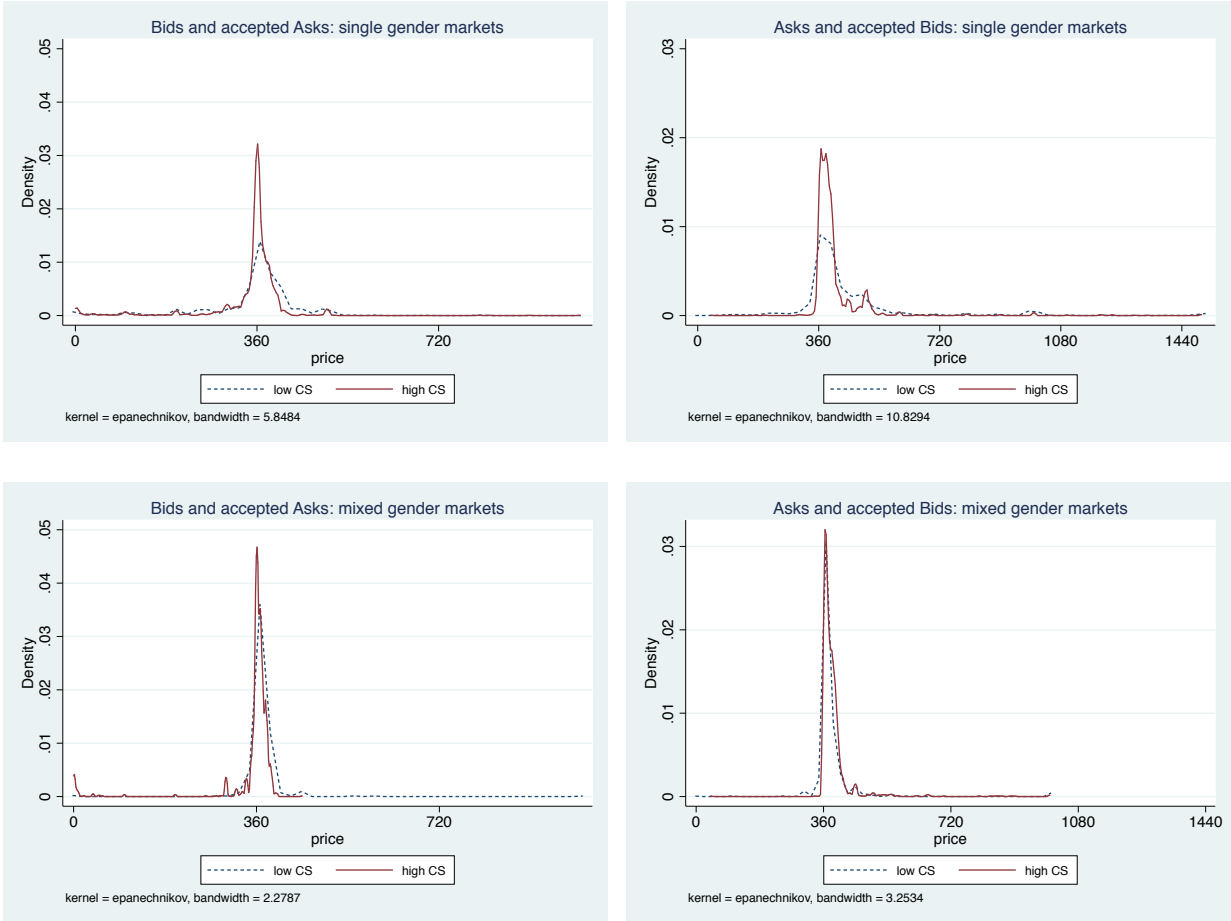 Bids and accepted Asks: single gender markets
Density
.05
.04
.03
.02
.01
0
0 360 720
price
low CS high CS
kernel = epanechnikov, bandwidth = 5.8484
Asks and accepted Bids: single gender markets
Density
.03
.02
.01
0
0 360 720 1080 1440
price
low CS high CS
kernel = epanechnikov, bandwidth = 10.8294
Bids and accepted Asks: mixed gender markets
Density
.05
.04
.03
.02
.01
0
0 360 720
price
low CS high CS
kernel = epanechnikov, bandwidth = 2.2787
Asks and accepted Bids: mixed gender markets
Density
.03
.02
.01
0
0 360 720 1080 1440
price
low CS high CS
kernel = epanechnikov, bandwidth = 3.2534